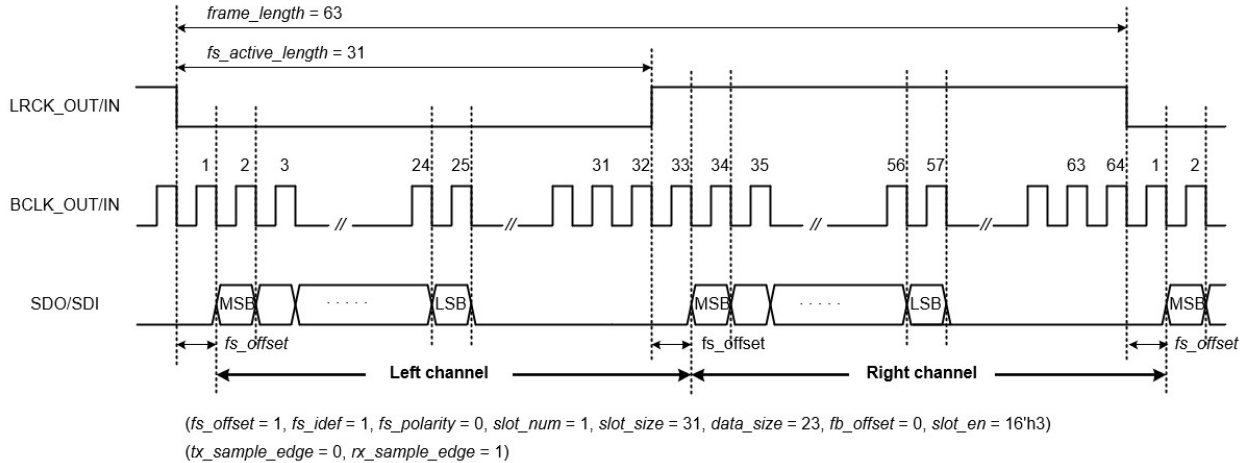 frame_length = 63
fs_active_length = 31
LRCK_OUT/IN
1 2 3 24 25 31 32 33 34 35 56 57 63 64 1 2
BCLK_OUT/IN
// // // //
SDO/SDI
MSB ····· LSB MSB ····· LSB MSB
fs_offset fs_offset fs_offset
Left channel Right channel
(fs_offset = 1, fs_idef = 1, fs_polarity = 0, slot_num = 1, slot_size = 31, data_size = 23, fb_offset = 0, slot_en = 16'h3)
(tx_sample_edge = 0, rx_sample_edge = 1)